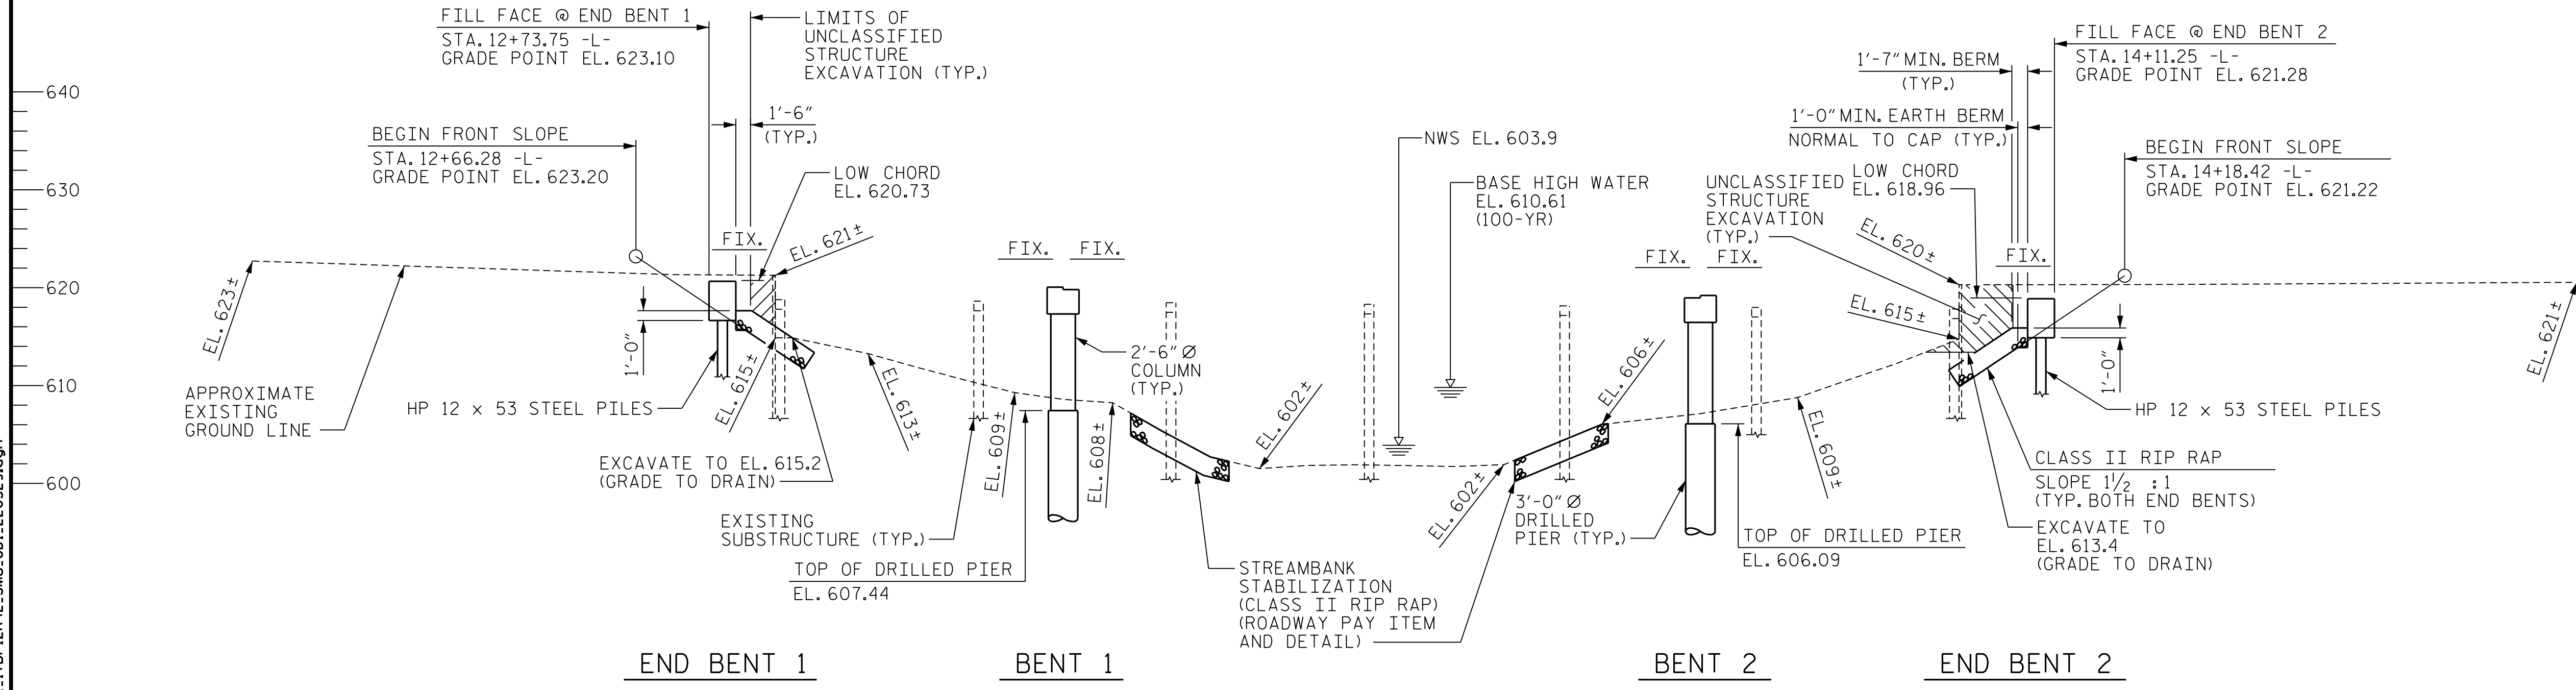 FILL FACE @ END BENT 1
STA. 12+73.75 -L-
GRADE POINT EL. 623.10
LIMITS OF
UNCLASSIFIED
STRUCTURE
EXCAVATION (TYP.)
FILL FACE @ END BENT 2
STA. 14+11.25 -L-
GRADE POINT EL. 621.28
1'-7" MIN. BERM
(TYP.)
640
1'-6"
(TYP.)
1'-0" MIN. EARTH BERM
NORMAL TO CAP (TYP.)
BEGIN FRONT SLOPE
STA. 12+66.28 -L-
GRADE POINT EL. 623.20
NWS EL. 603.9
BEGIN FRONT SLOPE
STA. 14+18.42 -L-
GRADE POINT EL. 621.22
LOW CHORD
EL. 620.73
BASE HIGH WATER
EL. 610.61
(100-YR)
UNCLASSIFIED
STRUCTURE
EXCAVATION
(TYP.)
LOW CHORD
EL. 618.96
630
FIX.
EL. 621±
FIX. FIX.
FIX. FIX.
EL. 620±
FIX.
620
EL. 623±
1'-0"
EL. 615±
EL. 621±
2'-6" Ø
COLUMN
(TYP.)
EL. 606±
1'-0"
610
APPROXIMATE
EXISTING
GROUND LINE
HP 12 x 53 STEEL PILES
EL. 615±
EL. 613±
EL. 609±
EL. 608±
EL. 602±
EL. 602±
EL. 609±
HP 12 x 53 STEEL PILES
600
EXCAVATE TO EL. 615.2
(GRADE TO DRAIN)
CLASS II RIP RAP
SLOPE 1 1/2 : 1
(TYP. BOTH END BENTS)
EXISTING
SUBSTRUCTURE (TYP.)
3'-0" Ø
DRILLED
PIER (TYP.)
EXCAVATE TO
EL. 613.4
(GRADE TO DRAIN)
TOP OF DRILLED PIER
EL. 607.44
STREAMBANK
STABILIZATION
(CLASS II RIP RAP)
(ROADWAY PAY ITEM
AND DETAIL)
TOP OF DRILLED PIER
EL. 606.09
END BENT 1
BENT 1
BENT 2
END BENT 2